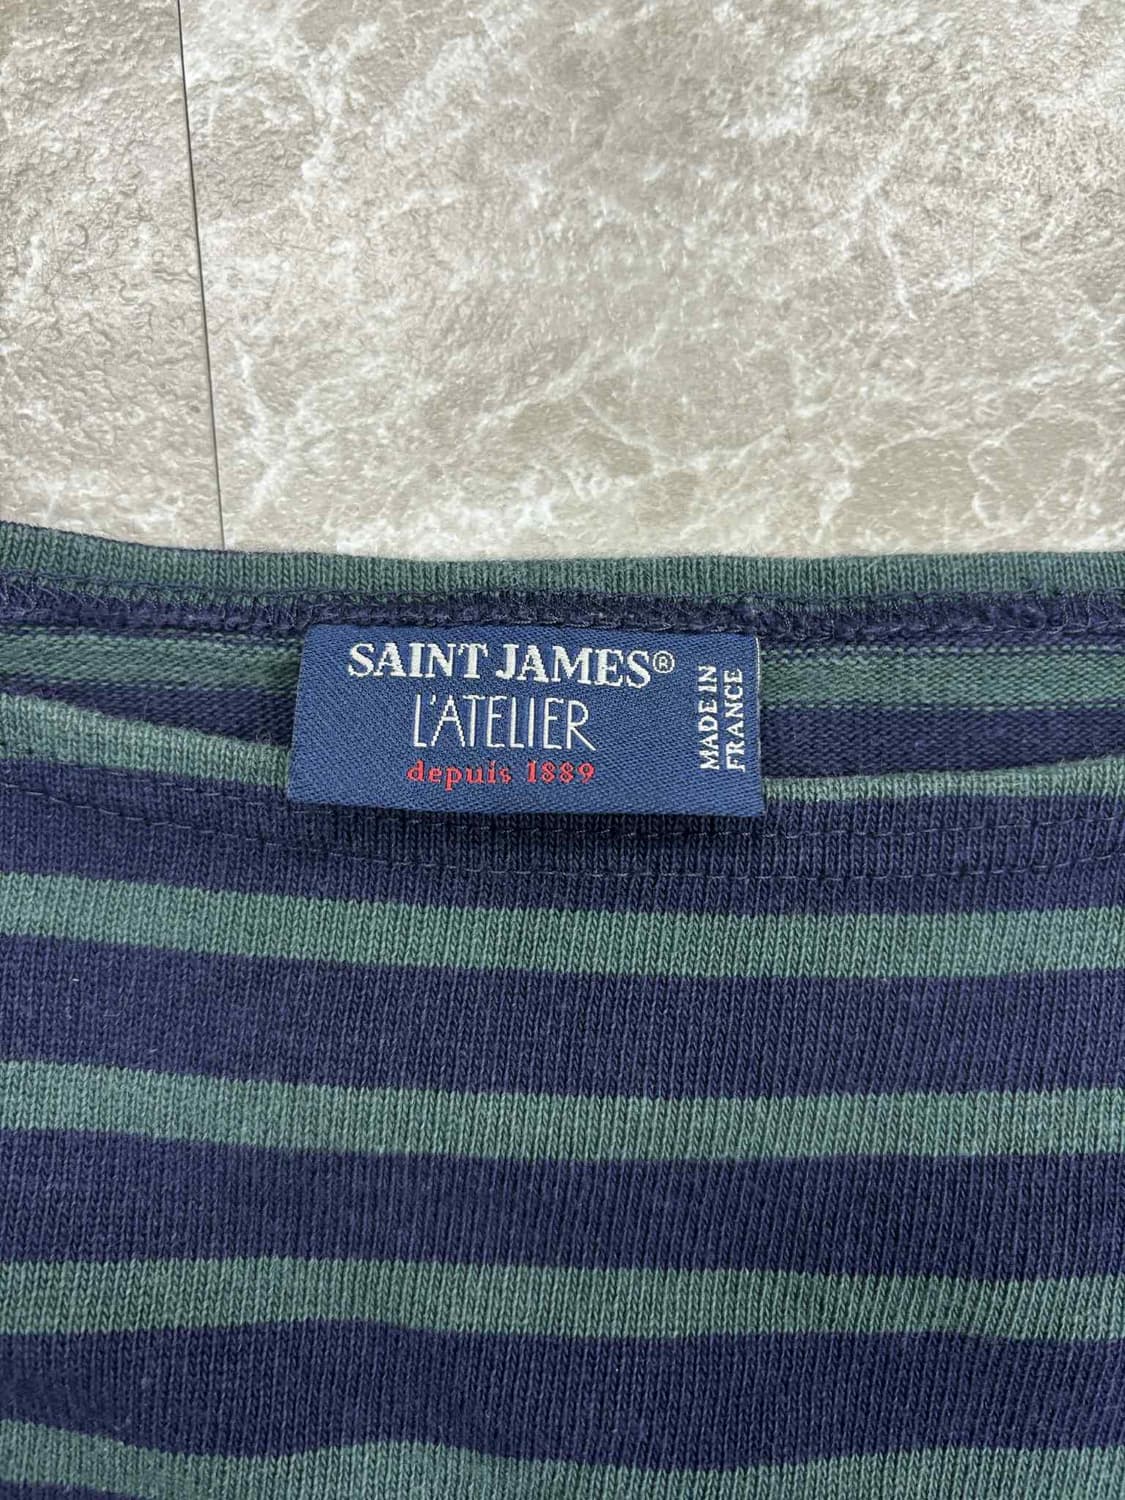 SAINT JAMES®
L'ATELIER
depuis 1889
MADE IN
FRANCE